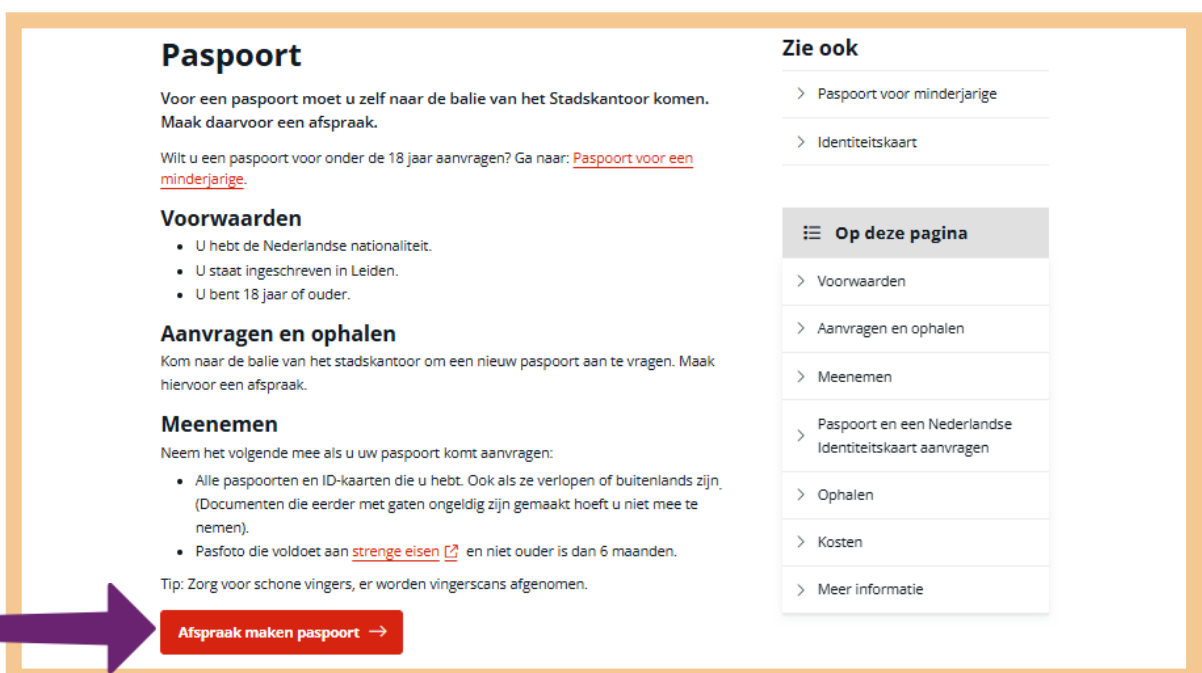 Paspoort
Voor een paspoort moet u zelf naar de balie van het Stadskantoor komen.
Maak daarvoor een afspraak.
Wilt u een paspoort voor onder de 18 jaar aanvragen? Ga naar: Paspoort voor een
minderjarige.
Voorwaarden
• U hebt de Nederlandse nationaliteit.
• U staat ingeschreven in Leiden.
• U bent 18 jaar of ouder.
Aanvragen en ophalen
Kom naar de balie van het stadskantoor om een nieuw paspoort aan te vragen. Maak
hiervoor een afspraak.
Meenemen
Neem het volgende mee als u uw paspoort komt aanvragen:
• Alle paspoorten en ID-kaarten die u hebt. Ook als ze verlopen of buitenlands zijn.
(Documenten die eerder met gaten ongeldig zijn gemaakt hoeft u niet mee te
nemen).
• Pasfoto die voldoet aan strenge eisen en niet ouder is dan 6 maanden.
Tip: Zorg voor schone vingers, er worden vingerscans afgenomen.
Afspraak maken paspoort →
Zie ook
Paspoort voor minderjarige
Identiteitskaart
Op deze pagina
Voorwaarden
Aanvragen en ophalen
Meenemen
Paspoort en een Nederlandse
Identiteitskaart aanvragen
Ophalen
Kosten
Meer informatie